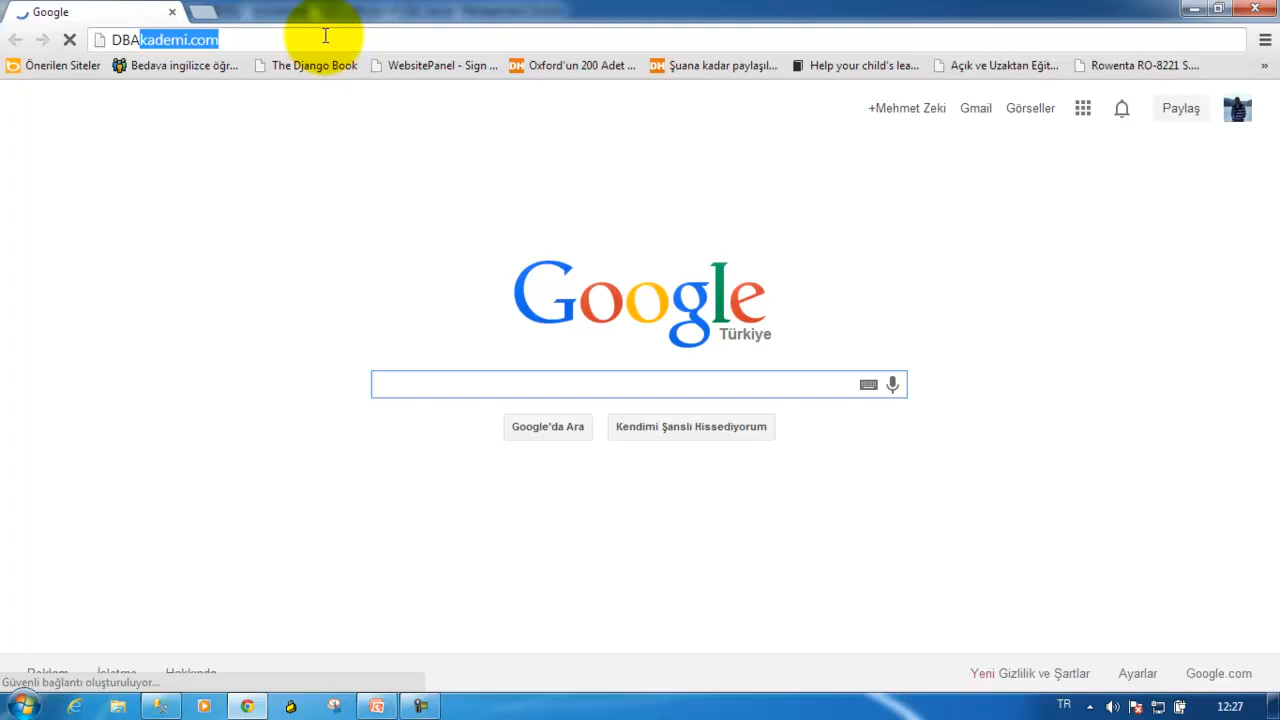 Google
DBAkademi.com
Önerilen Siteler Bedava ingilizce öğr... The Django Book WebsitePanel - Sign ... Oxford'un 200 Adet ... Şuana kadar paylaşıl... Help your child's lea... Açık ve Uzaktan Eğit... Rowenta RO-8221 S.... »
+Mehmet Zeki Gmail Görseller Paylaş
Google
Türkiye
Google'da Ara Kendimi Şanslı Hissediyorum
Reklam İşletme Hakkında Yeni Gizlilik ve Şartlar Ayarlar Google.com
Güvenli bağlantı oluşturuluyor...
TR 12:27